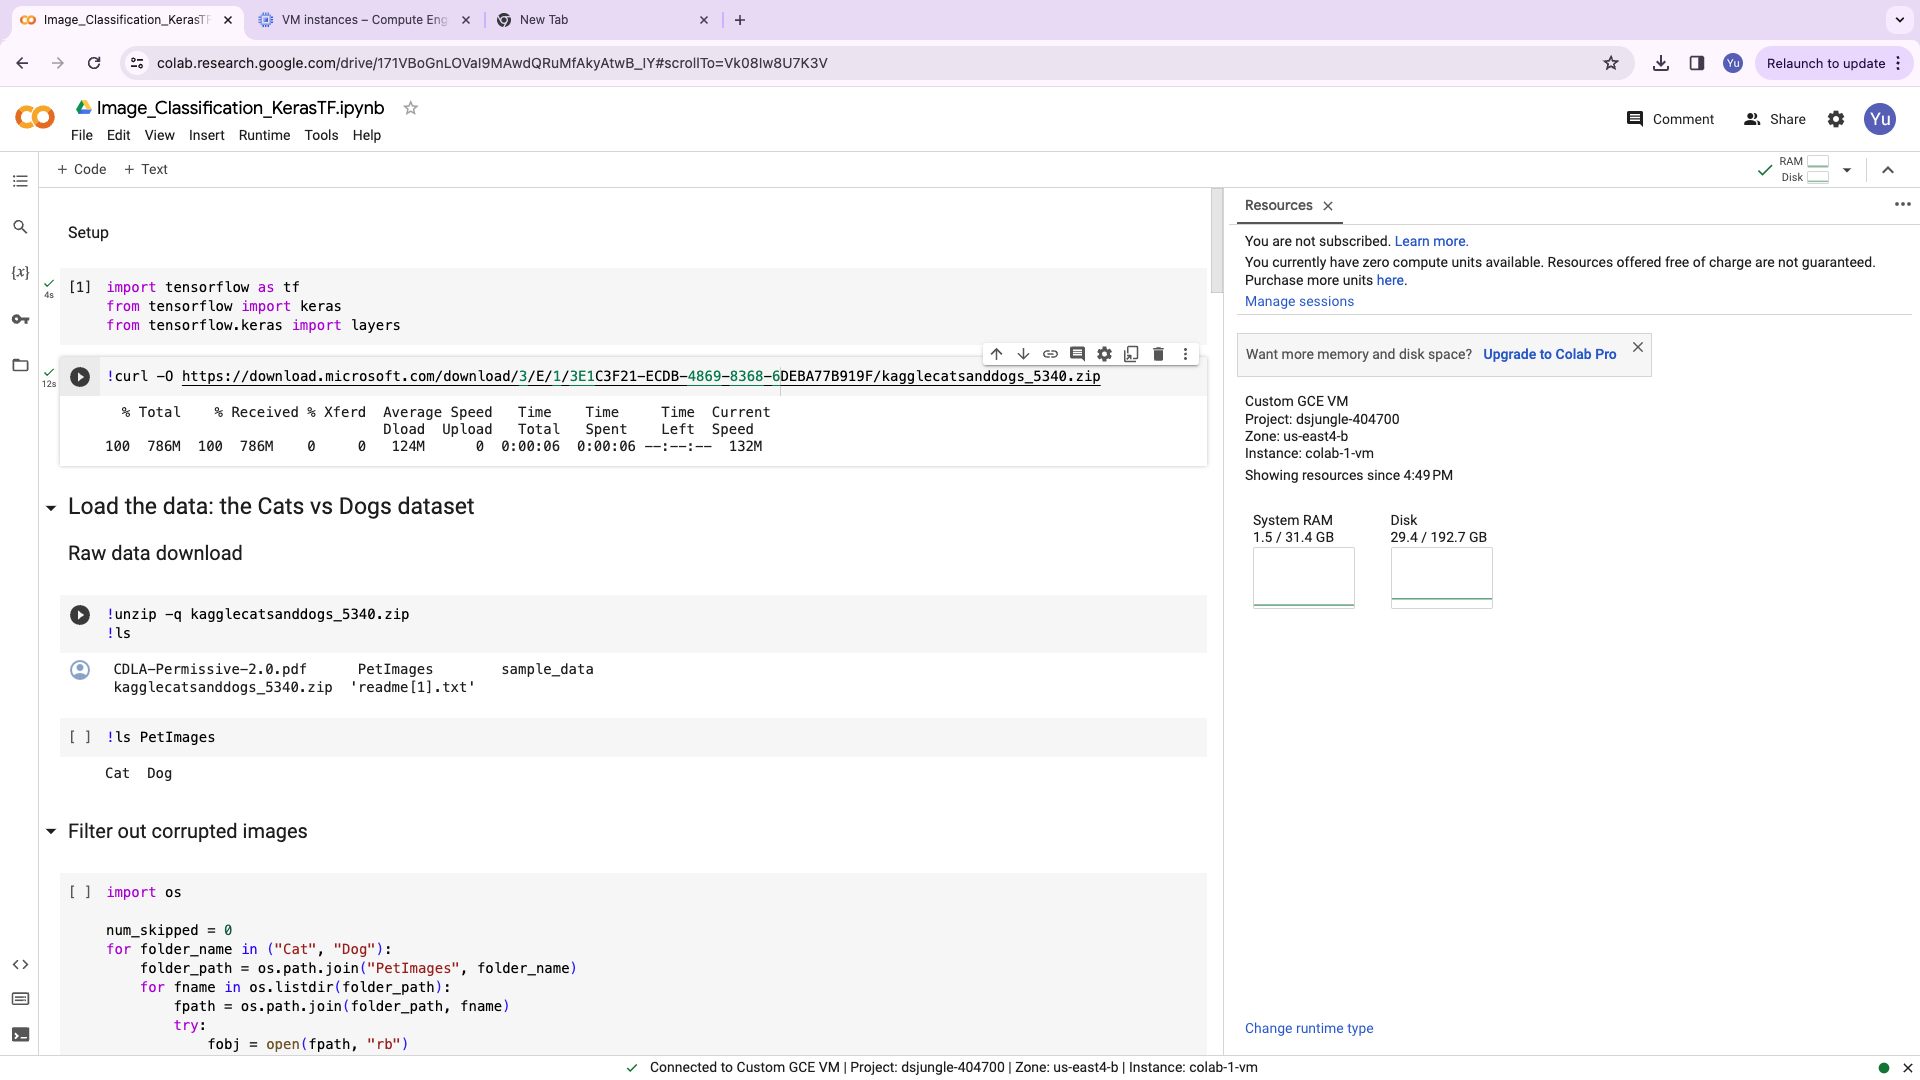 Image_Classification_KerasTF
VM instances – Compute Eng
New Tab
colab.research.google.com/drive/171VBoGnLOVaI9MAwdQRuMfAkyAtwB_IY#scrollTo=Vk08Iw8U7K3V
Yu
Relaunch to update
Image_Classification_KerasTF.ipynb
File Edit View Insert Runtime Tools Help
Comment
Share
Yu
+ Code + Text
RAM
Disk
Setup
4s
[1] import tensorflow as tf
from tensorflow import keras
from tensorflow.keras import layers
12s
!curl -O https://download.microsoft.com/download/3/E/1/3E1C3F21-ECDB-4869-8368-6DEBA77B919F/kagglecatsanddogs_5340.zip
% Total % Received % Xferd Average Speed Time Time Time Current
Dload Upload Total Spent Left Speed
100 786M 100 786M 0 0 124M 0 0:00:06 0:00:06 --:--:-- 132M
Load the data: the Cats vs Dogs dataset
Raw data download
!unzip -q kagglecatsanddogs_5340.zip
!ls
CDLA-Permissive-2.0.pdf PetImages sample_data
kagglecatsanddogs_5340.zip 'readme[1].txt'
[ ] !ls PetImages
Cat Dog
Filter out corrupted images
[ ] import os
num_skipped = 0
for folder_name in ("Cat", "Dog"):
folder_path = os.path.join("PetImages", folder_name)
for fname in os.listdir(folder_path):
fpath = os.path.join(folder_path, fname)
try:
fobj = open(fpath, "rb")
Resources
You are not subscribed. Learn more.
You currently have zero compute units available. Resources offered free of charge are not guaranteed.
Purchase more units here.
Manage sessions
Want more memory and disk space? Upgrade to Colab Pro
Custom GCE VM
Project: dsjungle-404700
Zone: us-east4-b
Instance: colab-1-vm
Showing resources since 4:49 PM
System RAM
1.5 / 31.4 GB
Disk
29.4 / 192.7 GB
Change runtime type
Connected to Custom GCE VM | Project: dsjungle-404700 | Zone: us-east4-b | Instance: colab-1-vm